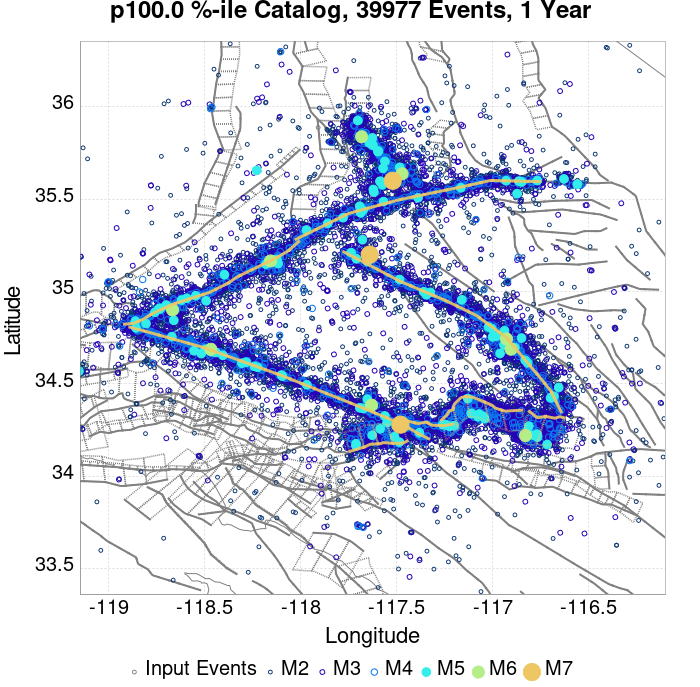 p100.0 %-ile Catalog, 39977 Events, 1 Year
36
35.5
35
34.5
34
33.5
Latitude
-119 -118.5 -118 -117.5 -117 -116.5
Longitude
Input Events M2 M3 M4 M5 M6 M7